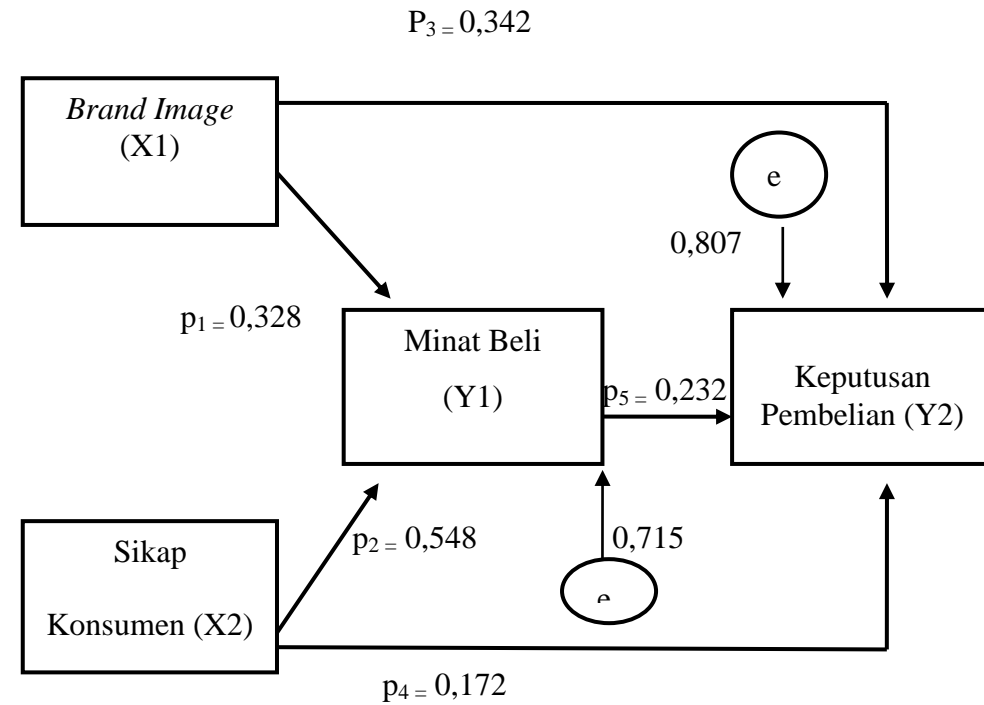 P₃ = 0,342
Brand Image
(X1)
e
0,807
p₁ = 0,328
Minat Beli
(Y1)
p₅ = 0,232
Keputusan
Pembelian (Y2)
Sikap
Konsumen (X2)
p₂ = 0,548
0,715
e
p₄ = 0,172